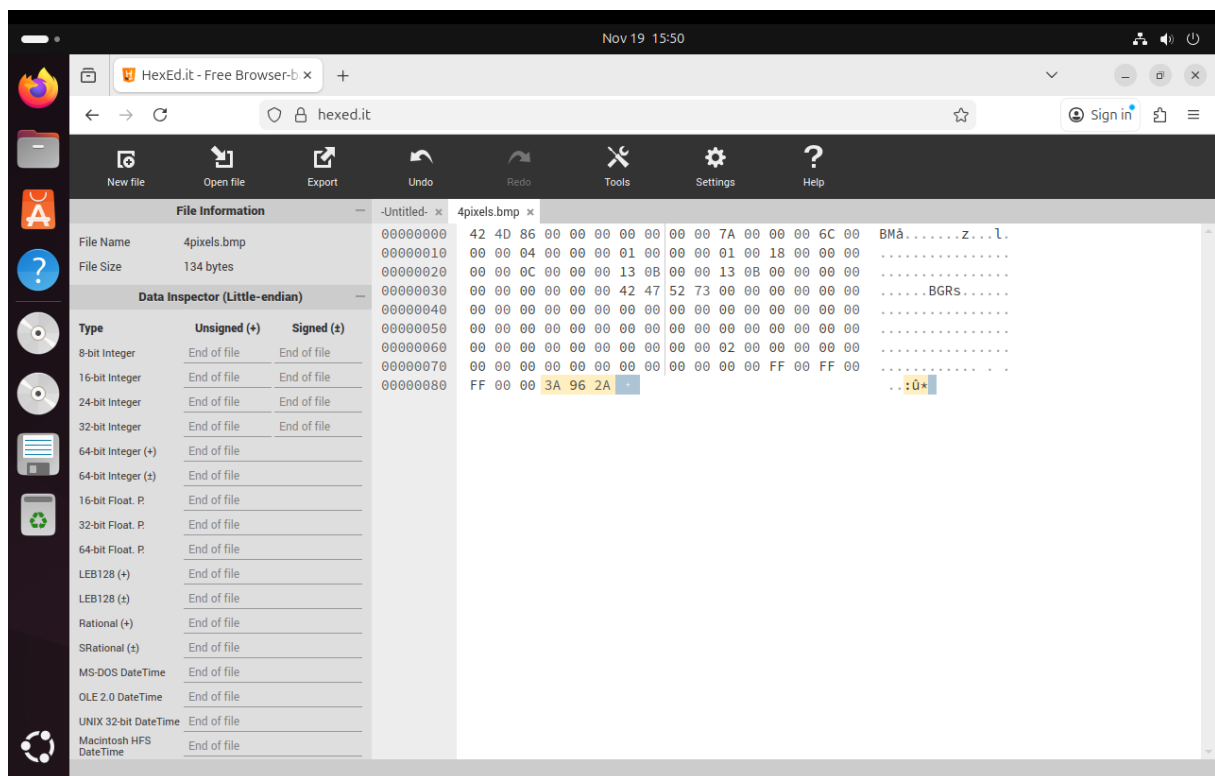 Nov 19 15:50
HexEd.it - Free Browser-b
hexed.it
Sign in
New file
Open file
Export
Undo
Redo
Tools
Settings
Help
File Information
File Name 4pixels.bmp
File Size 134 bytes
Data Inspector (Little-endian)
Type Unsigned (+) Signed (±)
8-bit Integer End of file End of file
16-bit Integer End of file End of file
24-bit Integer End of file End of file
32-bit Integer End of file End of file
64-bit Integer (+) End of file
64-bit Integer (±) End of file
16-bit Float. P. End of file
32-bit Float. P. End of file
64-bit Float. P. End of file
LEB128 (+) End of file
LEB128 (±) End of file
Rational (+) End of file
SRational (±) End of file
MS-DOS DateTime End of file
OLE 2.0 DateTime End of file
UNIX 32-bit DateTime End of file
Macintosh HFS
DateTime End of file
-Untitled- 4pixels.bmp
00000000 42 4D 86 00 00 00 00 00 00 00 7A 00 00 00 6C 00 BMå.......z...l.
00000010 00 00 04 00 00 00 01 00 00 00 01 00 18 00 00 00 ................
00000020 00 00 0C 00 00 00 13 0B 00 00 13 0B 00 00 00 00 ................
00000030 00 00 00 00 00 00 42 47 52 73 00 00 00 00 00 00 ......BGRs......
00000040 00 00 00 00 00 00 00 00 00 00 00 00 00 00 00 00 ................
00000050 00 00 00 00 00 00 00 00 00 00 00 00 00 00 00 00 ................
00000060 00 00 00 00 00 00 00 00 00 00 02 00 00 00 00 00 ................
00000070 00 00 00 00 00 00 00 00 00 00 00 00 FF 00 FF 00 ............. .
00000080 FF 00 00 3A 96 2A ..:û*